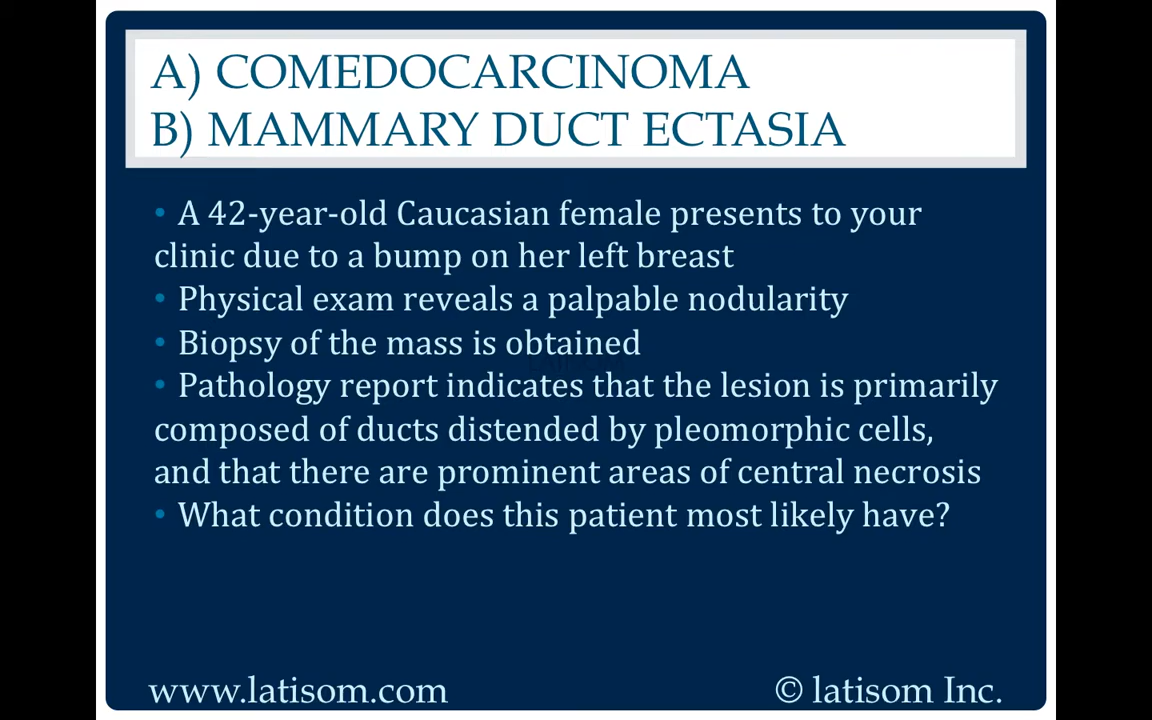 A) COMEDOCARCINOMA
B) MAMMARY DUCT ECTASIA
• A 42-year-old Caucasian female presents to your
clinic due to a bump on her left breast
• Physical exam reveals a palpable nodularity
• Biopsy of the mass is obtained
• Pathology report indicates that the lesion is primarily
composed of ducts distended by pleomorphic cells,
and that there are prominent areas of central necrosis
• What condition does this patient most likely have?
www.latisom.com © latisom Inc.